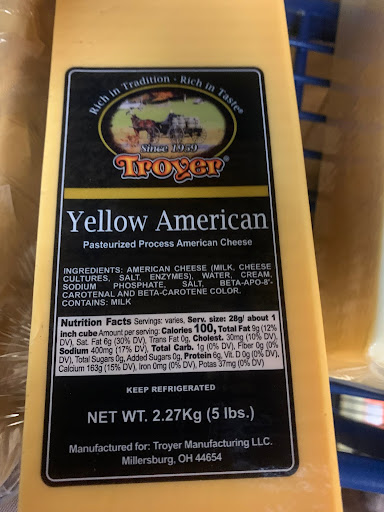 Rich in Tradition - Rich in Taste®
Since 1959
Troyer®
Yellow American
Pasteurized Process American Cheese
INGREDIENTS: AMERICAN CHEESE (MILK, CHEESE
CULTURES, SALT, ENZYMES), WATER, CREAM,
SODIUM PHOSPHATE, SALT, BETA-APO-8'-
CAROTENAL AND BETA-CAROTENE COLOR.
CONTAINS: MILK
Nutrition Facts Servings: varies, Serv. size: 28g/ about 1
inch cube Amount per serving: Calories 100, Total Fat 9g (12%
DV), Sat. Fat 6g (30% DV), Trans Fat 0g, Cholest. 30mg (10% DV),
Sodium 400mg (17% DV), Total Carb. 1g (0% DV), Fiber 0g (0%
DV), Total Sugars 0g, Added Sugars 0g, Protein 6g, Vit. D 0g (0% DV),
Calcium 163g (15% DV), Iron 0mg (0% DV), Potas 37mg (0% DV)
KEEP REFRIGERATED
NET WT. 2.27Kg (5 lbs.)
Manufactured for: Troyer Manufacturing LLC.
Millersburg, OH 44654